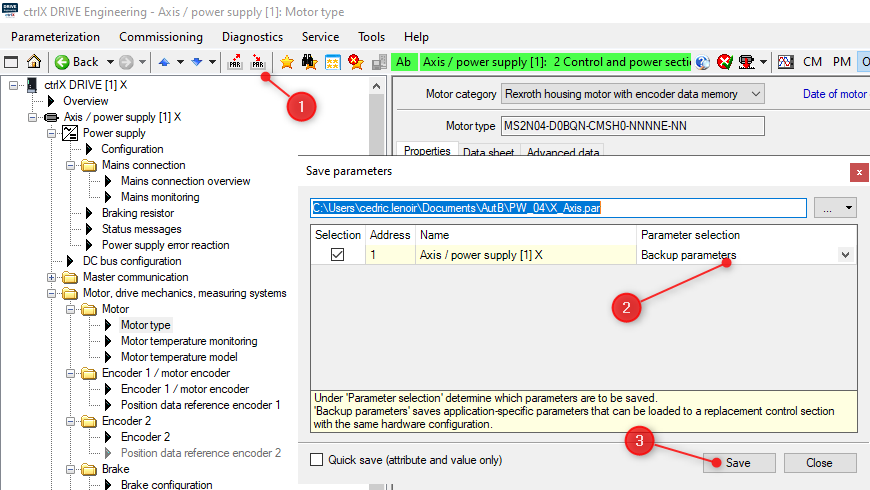 ctrlX DRIVE Engineering - Axis / power supply [1]: Motor type
Parameterization Commissioning Diagnostics Service Tools Help
Back PAR PAR Ab Axis / power supply [1]: 2 Control and power secti CM PM O
ctrlX DRIVE [1] X
Overview
Axis / power supply [1] X
Power supply
Configuration
Mains connection
Mains connection overview
Mains monitoring
Braking resistor
Status messages
Power supply error reaction
DC bus configuration
Master communication
Motor, drive mechanics, measuring systems
Motor
Motor type
Motor temperature monitoring
Motor temperature model
Encoder 1 / motor encoder
Encoder 1 / motor encoder
Position data reference encoder 1
Encoder 2
Encoder 2
Position data reference encoder 2
Brake
Brake configuration
1
Motor category Rexroth housing motor with encoder data memory Date of motor
Motor type MS2N04-D0BQN-CMSH0-NNNNE-NN
Properties Data sheet Advanced data
Save parameters x
C:\Users\cedric.lenoir\Documents\AutB\PW_04\X_Axis.par ...
Selection Address Name Parameter selection
1 Axis / power supply [1] X Backup parameters
2
Under 'Parameter selection' determine which parameters are to be saved.
'Backup parameters' saves application-specific parameters that can be loaded to a replacement control section
with the same hardware configuration.
3
Quick save (attribute and value only) Save Close